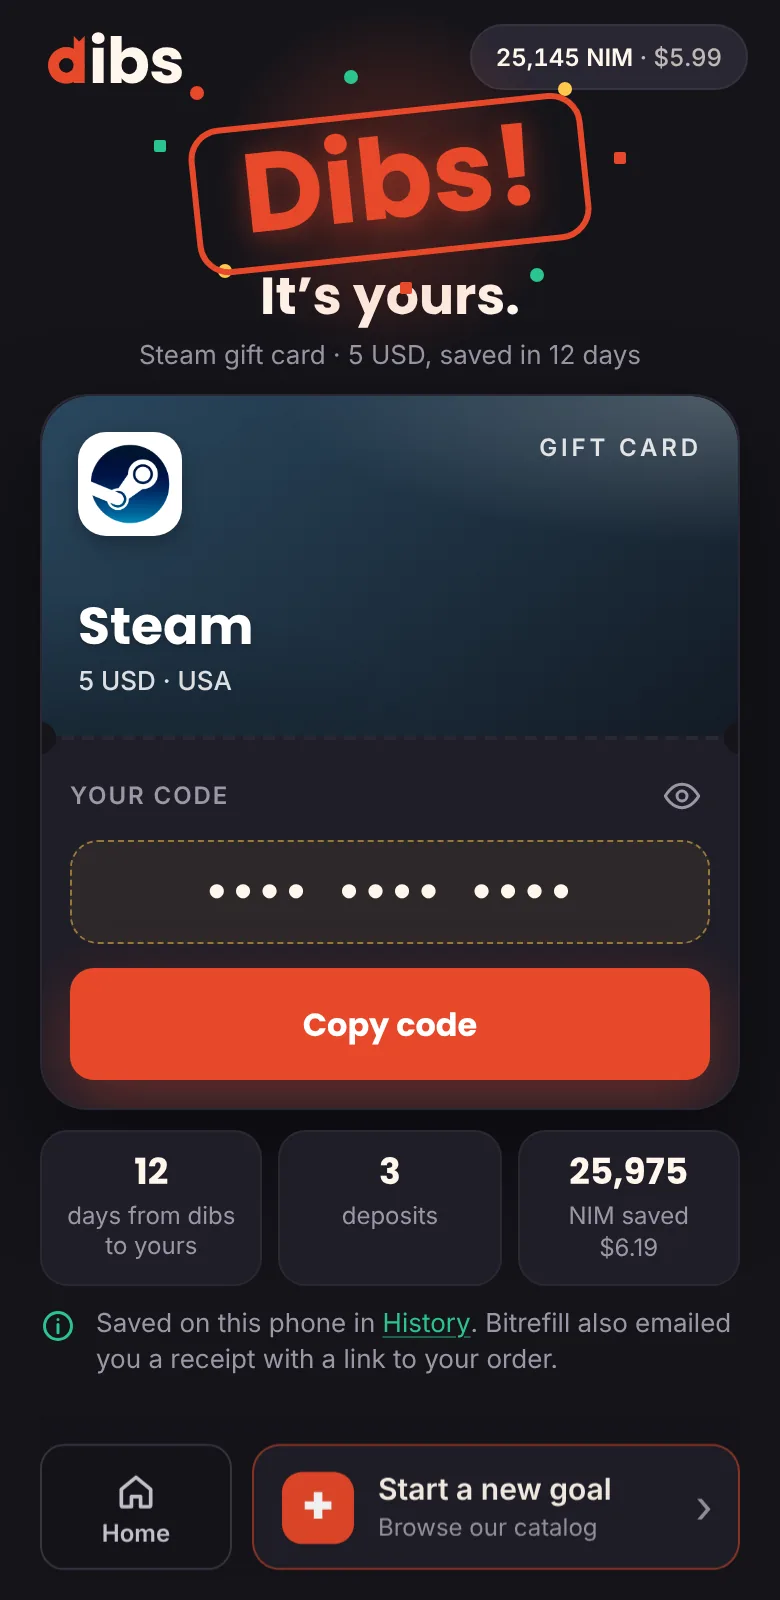 dibs
25,145 NIM · $5.99
Dibs!
It’s yours.
Steam gift card · 5 USD, saved in 12 days
GIFT CARD
Steam
5 USD · USA
YOUR CODE
•••• •••• ••••
Copy code
12
days from dibs
to yours
3
deposits
25,975
NIM saved
$6.19
Saved on this phone in History. Bitrefill also emailed
you a receipt with a link to your order.
Home
Start a new goal
Browse our catalog